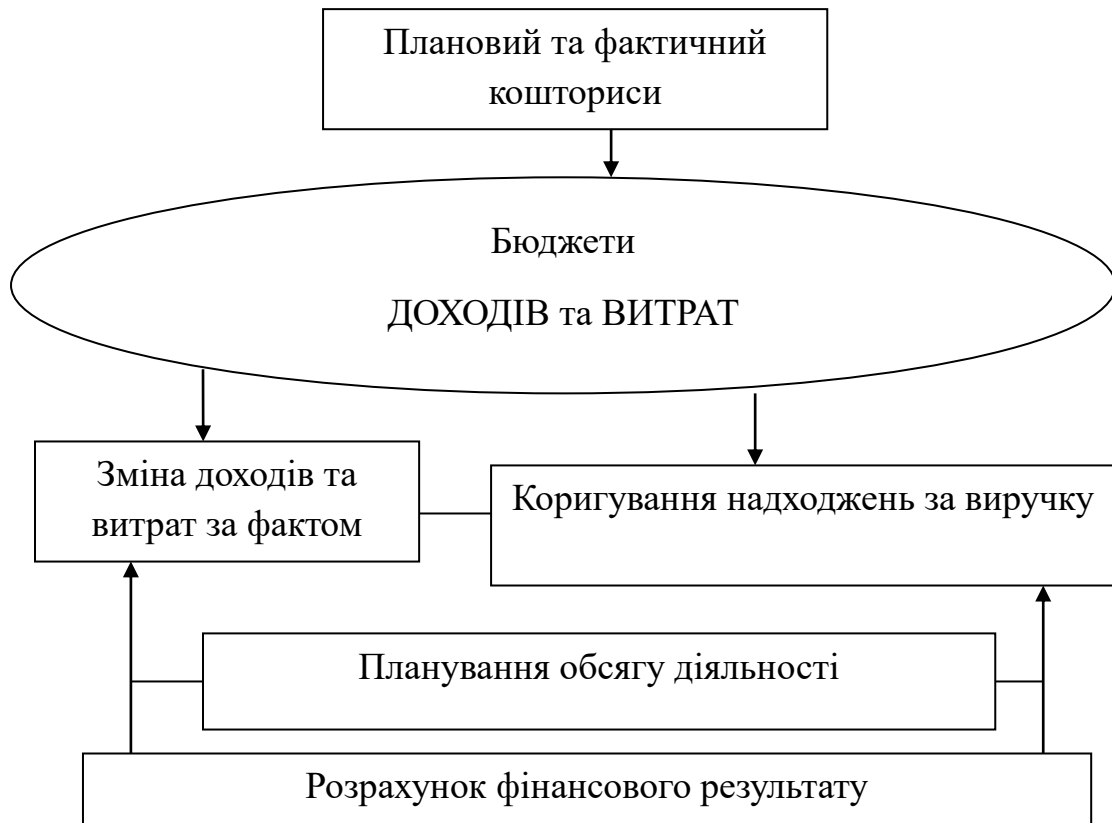 Плановий та фактичний
кошториси
Бюджети
ДОХОДІВ та ВИТРАТ
Зміна доходів та
витрат за фактом
Коригування надходжень за виручку
Планування обсягу діяльності
Розрахунок фінансового результату